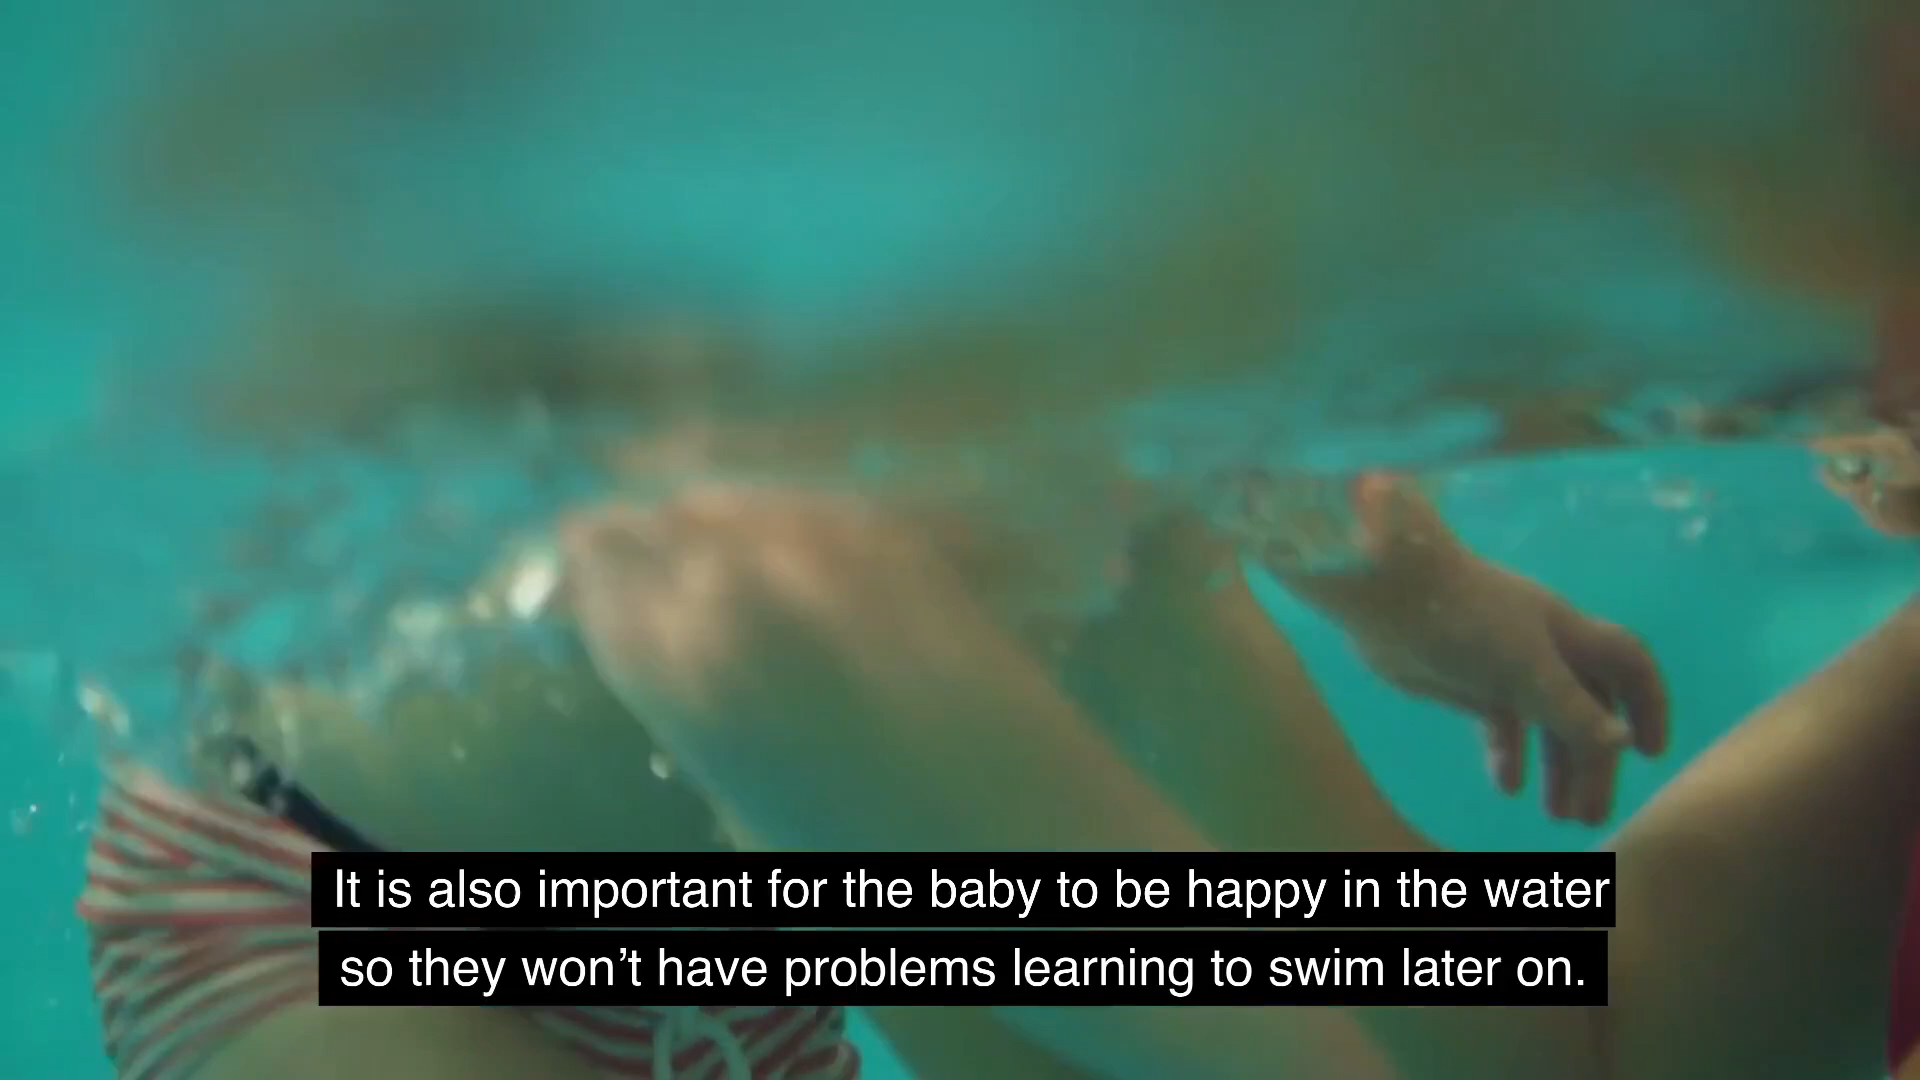 It is also important for the baby to be happy in the water
so they won’t have problems learning to swim later on.